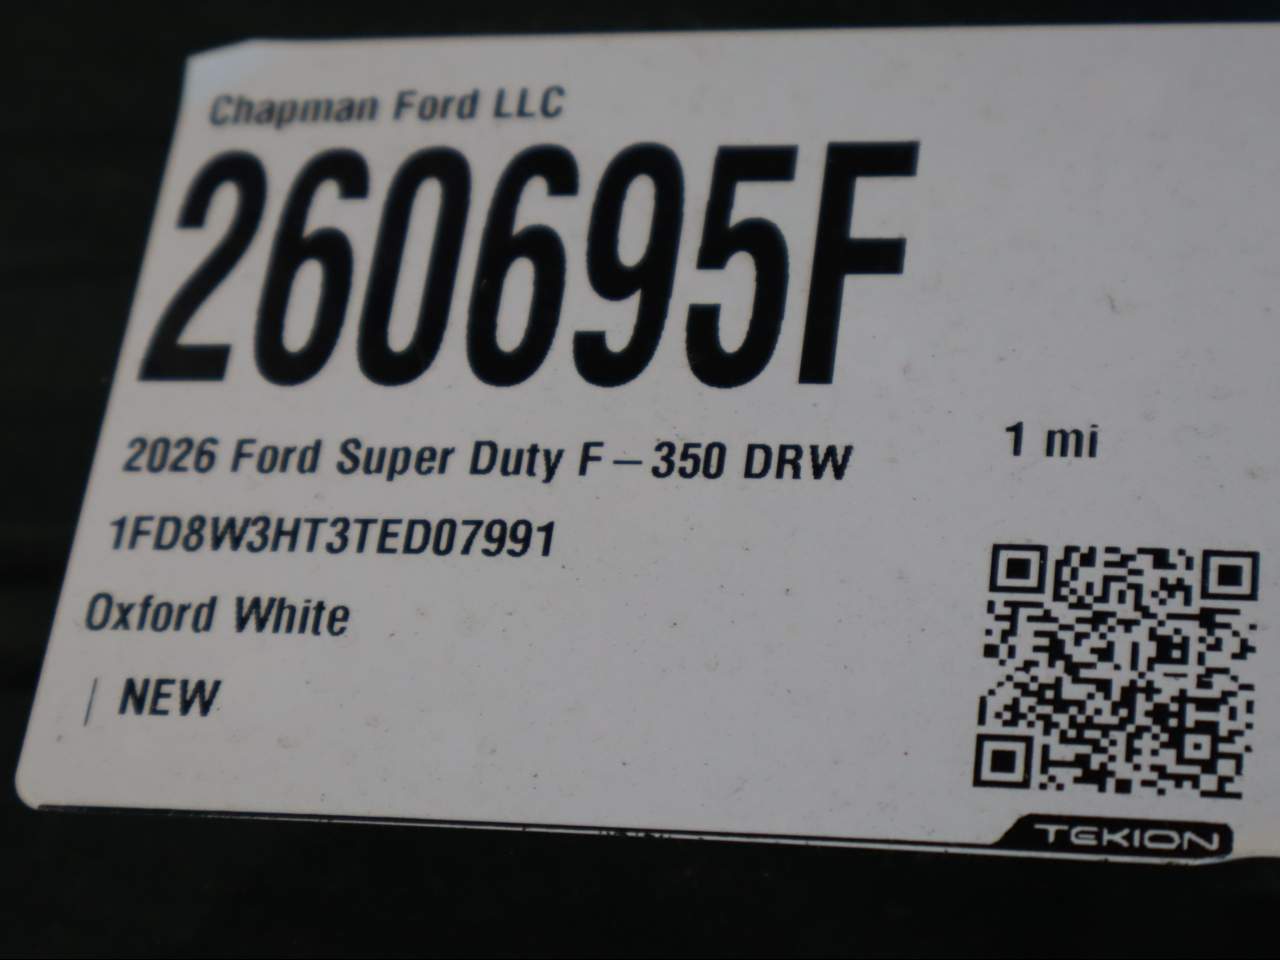 Chapman Ford LLC
260695F
2026 Ford Super Duty F-350 DRW
1 mi
1FD8W3HT3TED07991
Oxford White
| NEW
TEKION